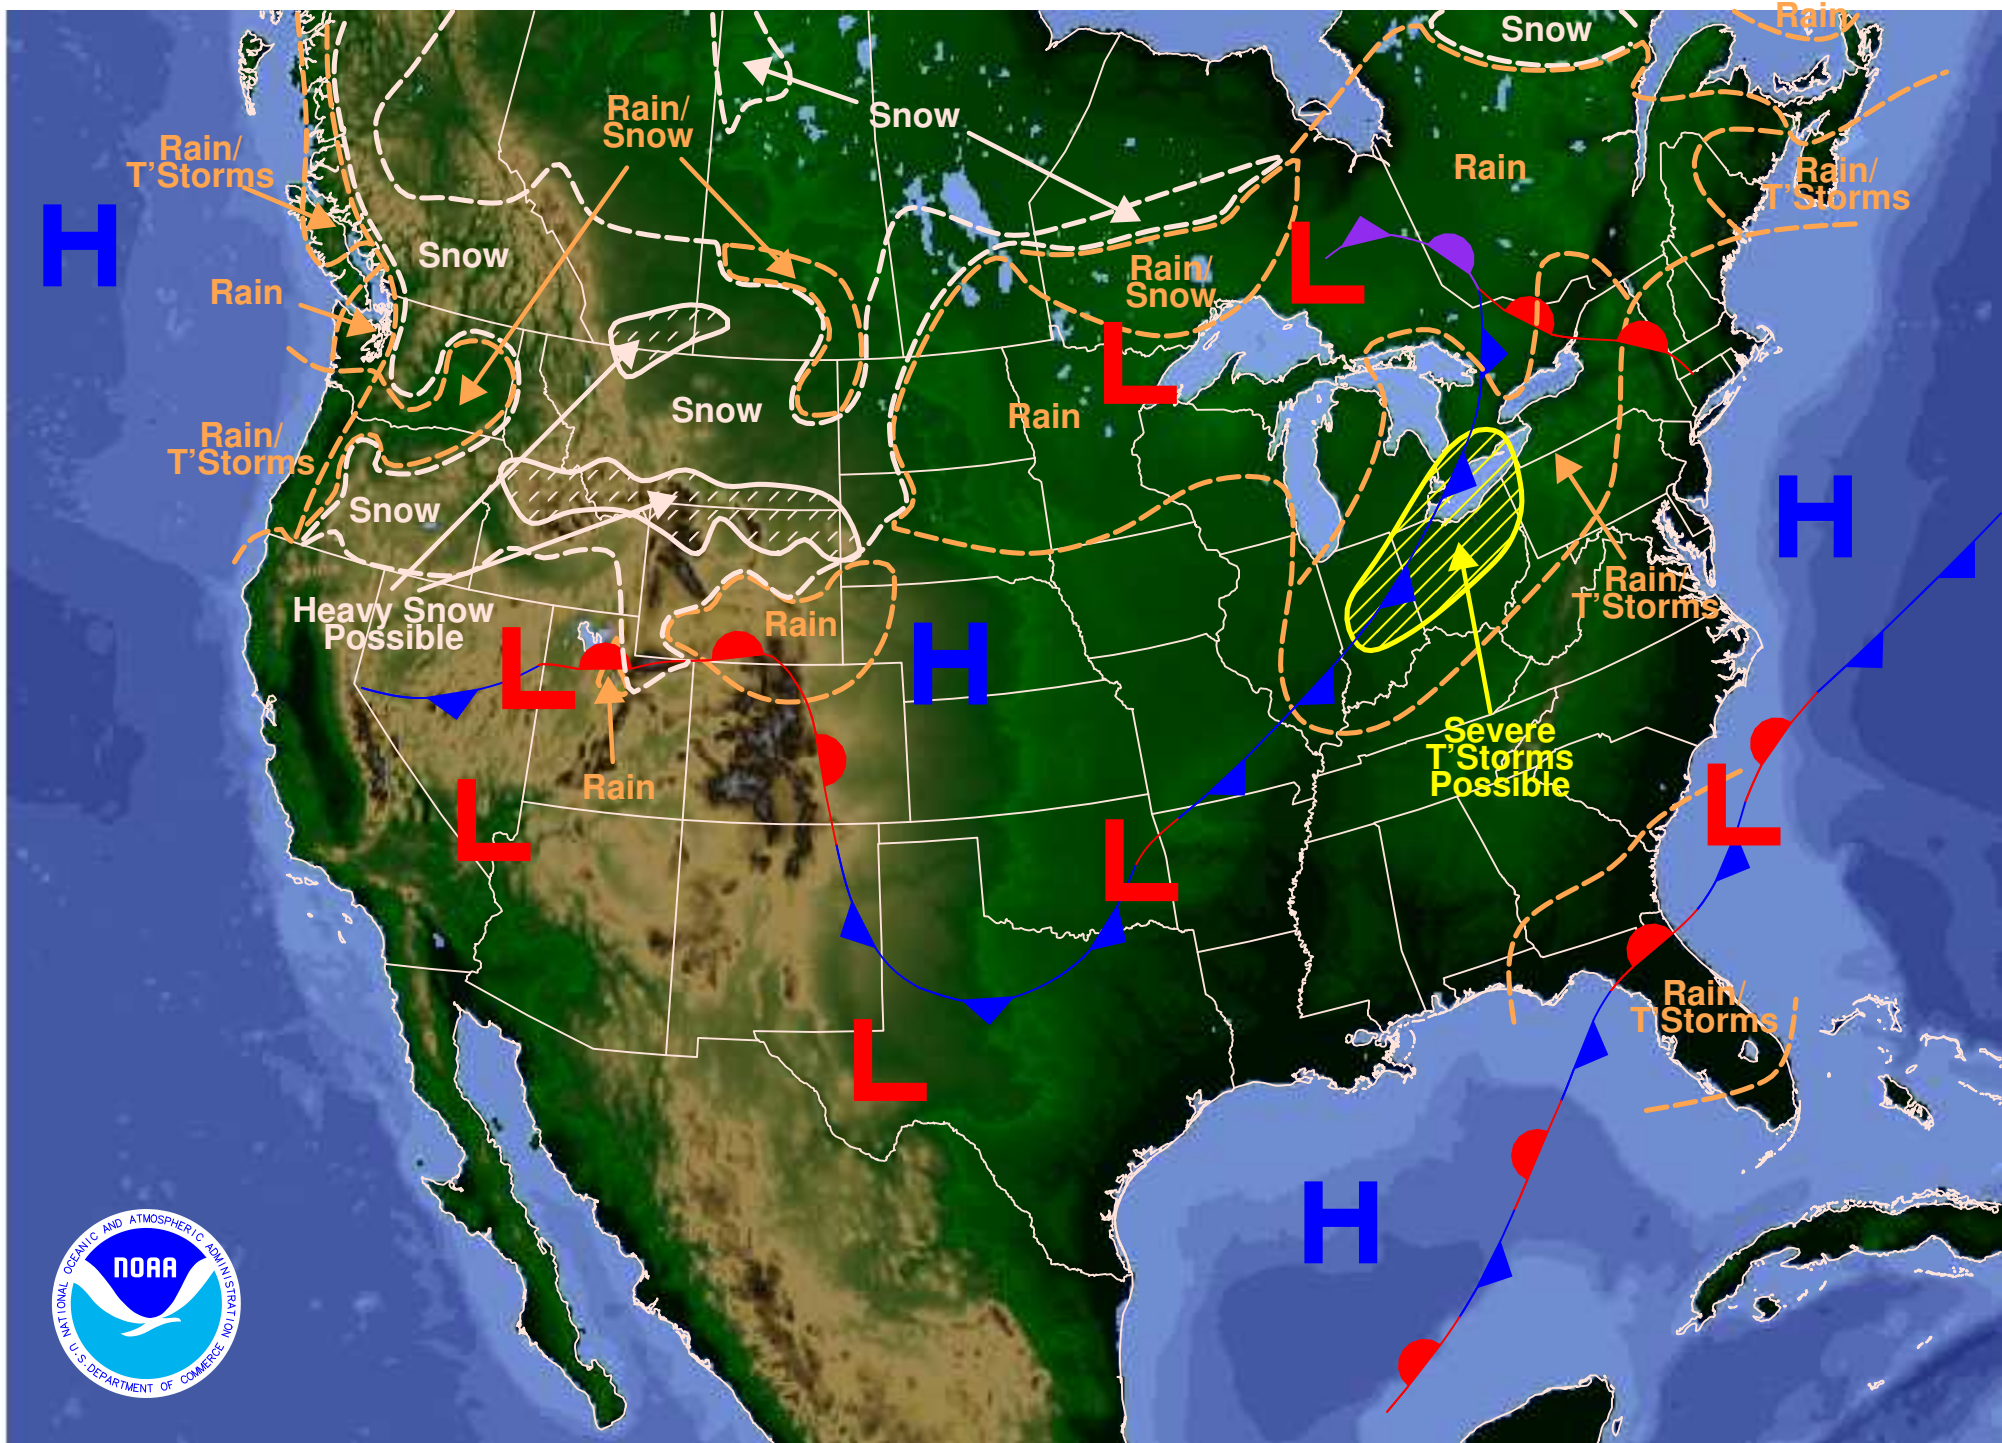 Rain
Snow
Rain/
Snow
Snow
Rain/
T'Storms
Rain
Rain/
T'Storms
H
Snow
L
Rain/
Snow
Rain
L
Snow
Rain
Rain/
T'Storms
H
Snow
Rain/
T'Storms
Heavy Snow
Possible
L
Rain
H
Severe
T'Storms
Possible
Rain
L
L
L
Rain/
T'Storms
L
H
NATIONAL OCEANIC AND ATMOSPHERIC ADMINISTRATION
NOAA
U.S. DEPARTMENT OF COMMERCE